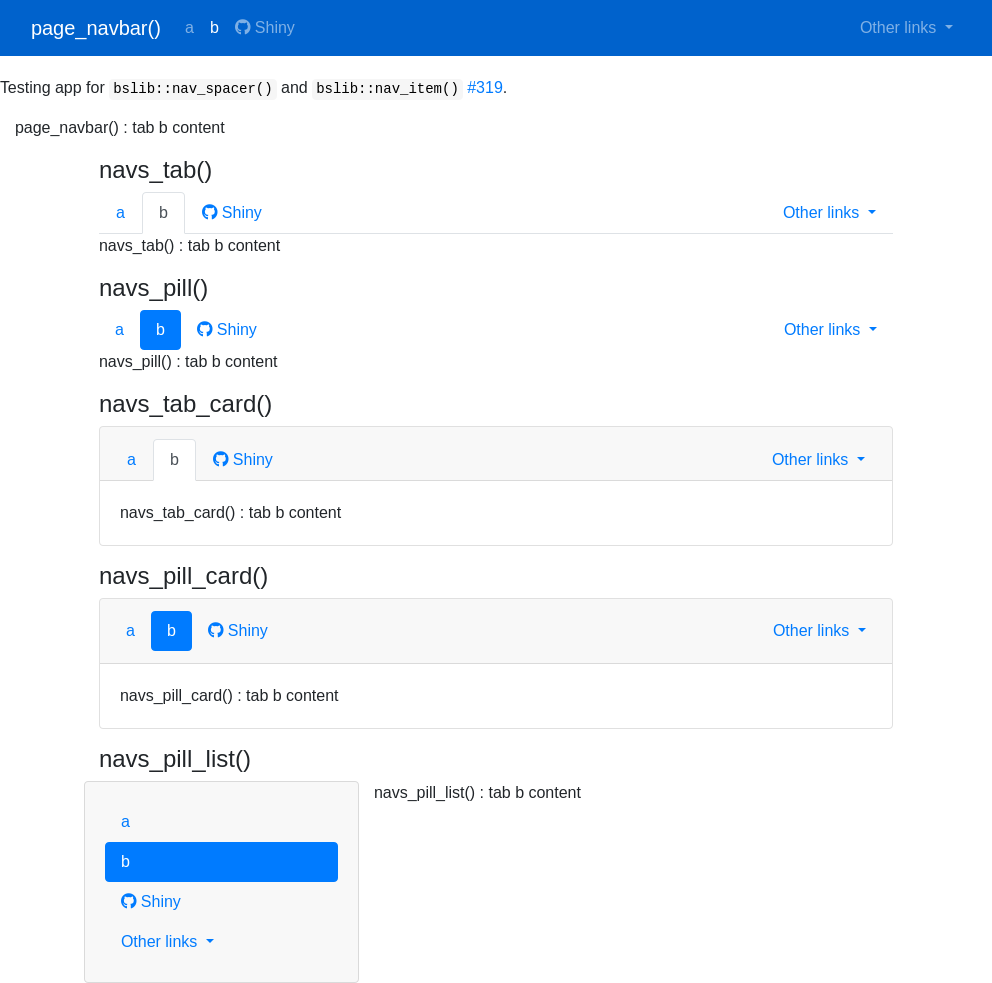 page_navbar() a b Shiny Other links
Testing app for bslib::nav_spacer() and bslib::nav_item() #319.
page_navbar() : tab b content
navs_tab()
a b Shiny Other links
navs_tab() : tab b content
navs_pill()
a b Shiny Other links
navs_pill() : tab b content
navs_tab_card()
a b Shiny Other links
navs_tab_card() : tab b content
navs_pill_card()
a b Shiny Other links
navs_pill_card() : tab b content
navs_pill_list()
a
b
Shiny
Other links
navs_pill_list() : tab b content